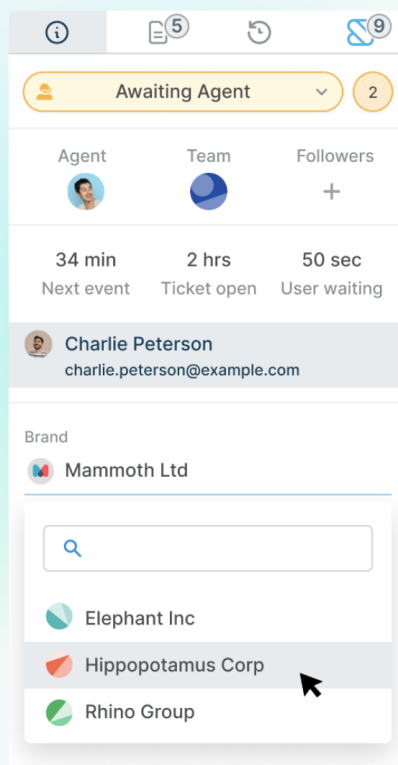 5
9
Awaiting Agent
2
Agent Team Followers
34 min 2 hrs 50 sec
Next event Ticket open User waiting
Charlie Peterson
charlie.peterson@example.com
Brand
Mammoth Ltd
Elephant Inc
Hippopotamus Corp
Rhino Group